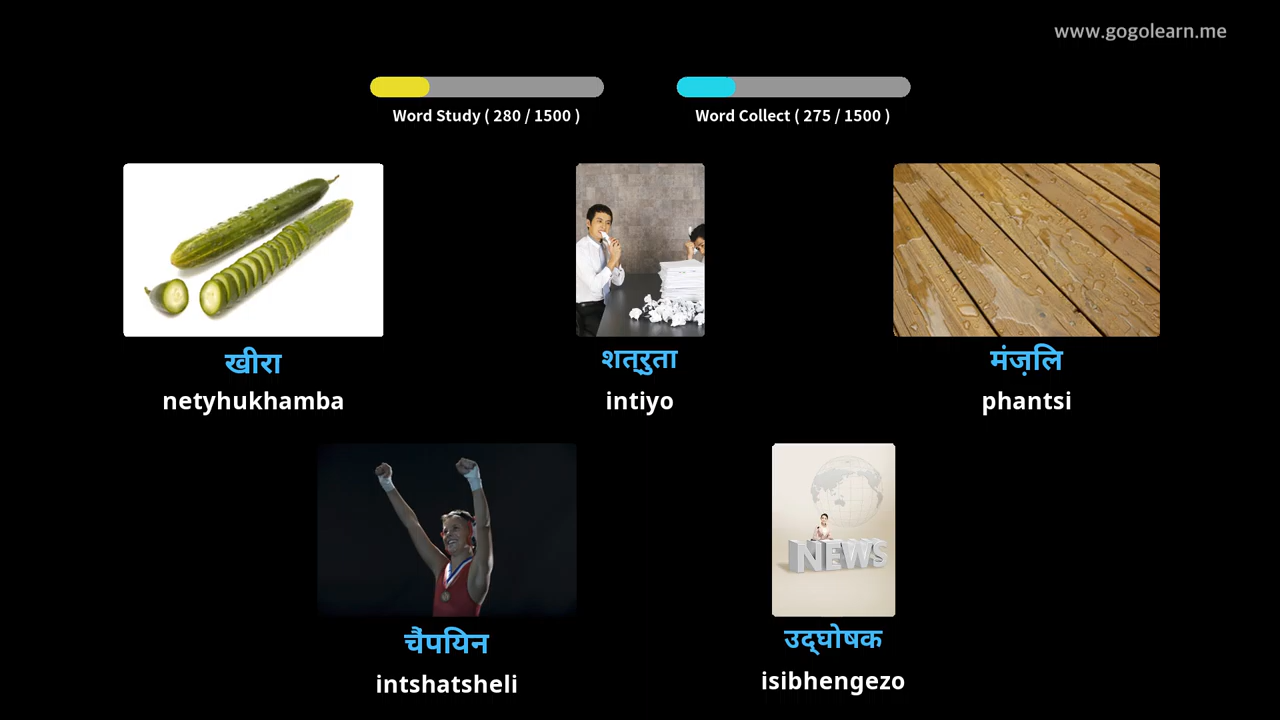 www.gogolearn.me
Word Study ( 280 / 1500 )
Word Collect ( 275 / 1500 )
खीरा
शत्रुता
मंज़लि
netyhukhamba
intiyo
phantsi
NEWS
चैंपयिन
उद्घोषक
intshatsheli
isibhengezo